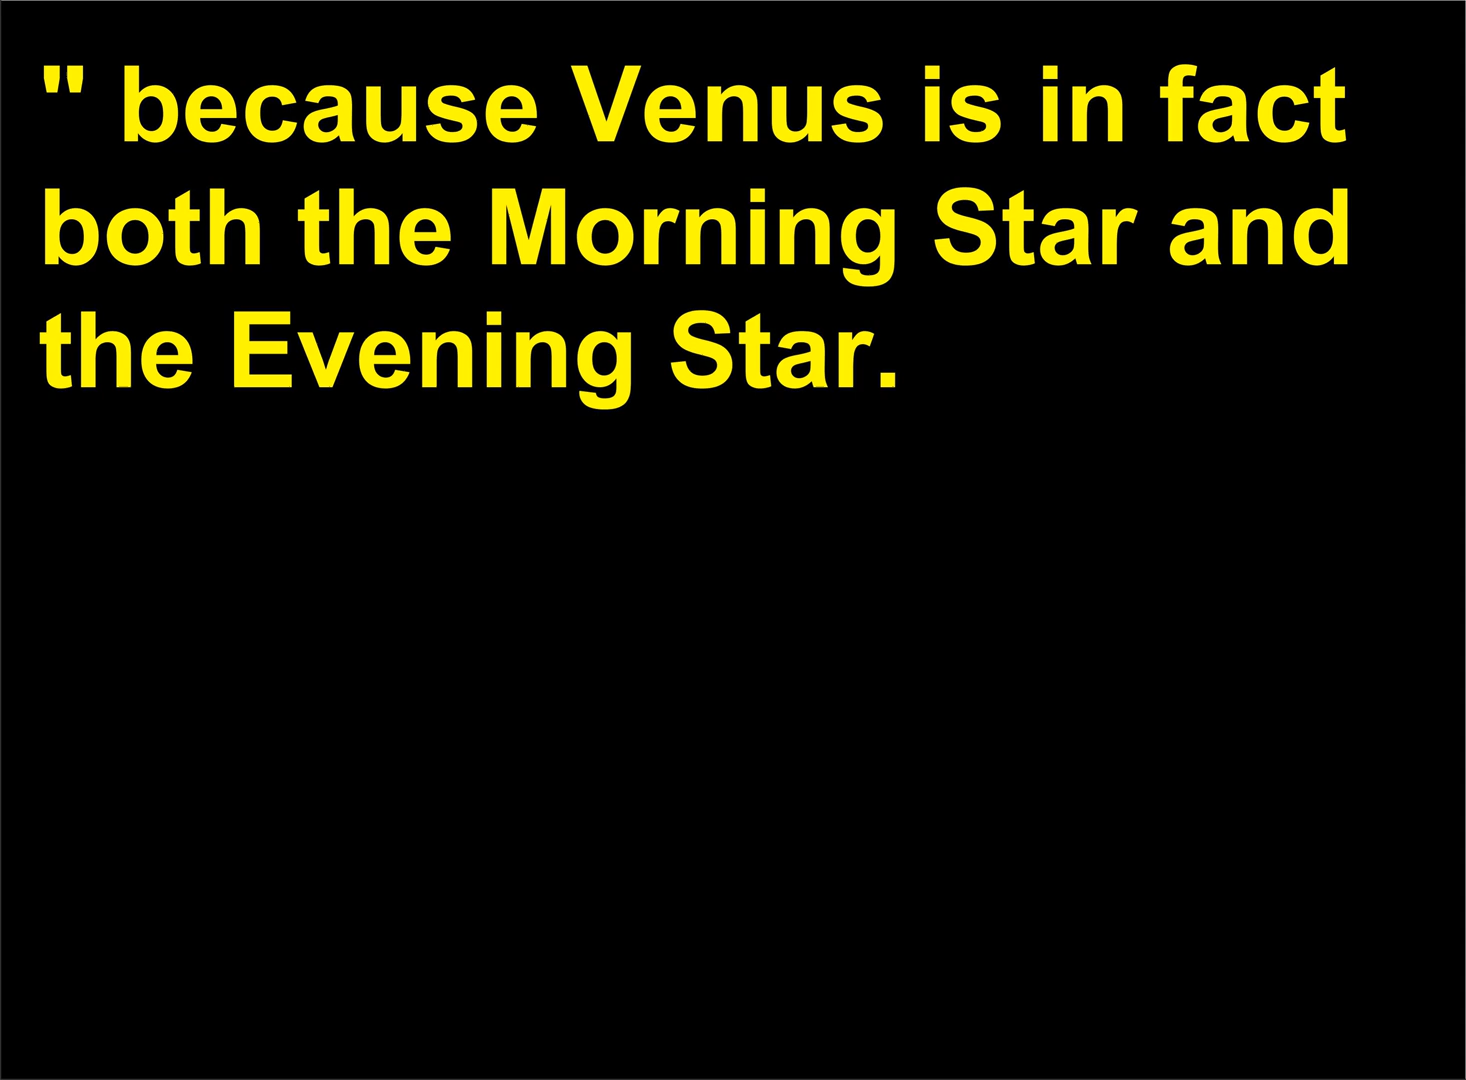 " because Venus is in fact
both the Morning Star and
the Evening Star.